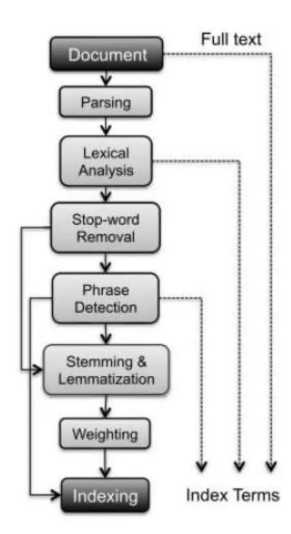 Full text
Document
Parsing
Lexical
Analysis
Stop-word
Removal
Phrase
Detection
Stemming &
Lemmatization
Weighting
Indexing
Index Terms